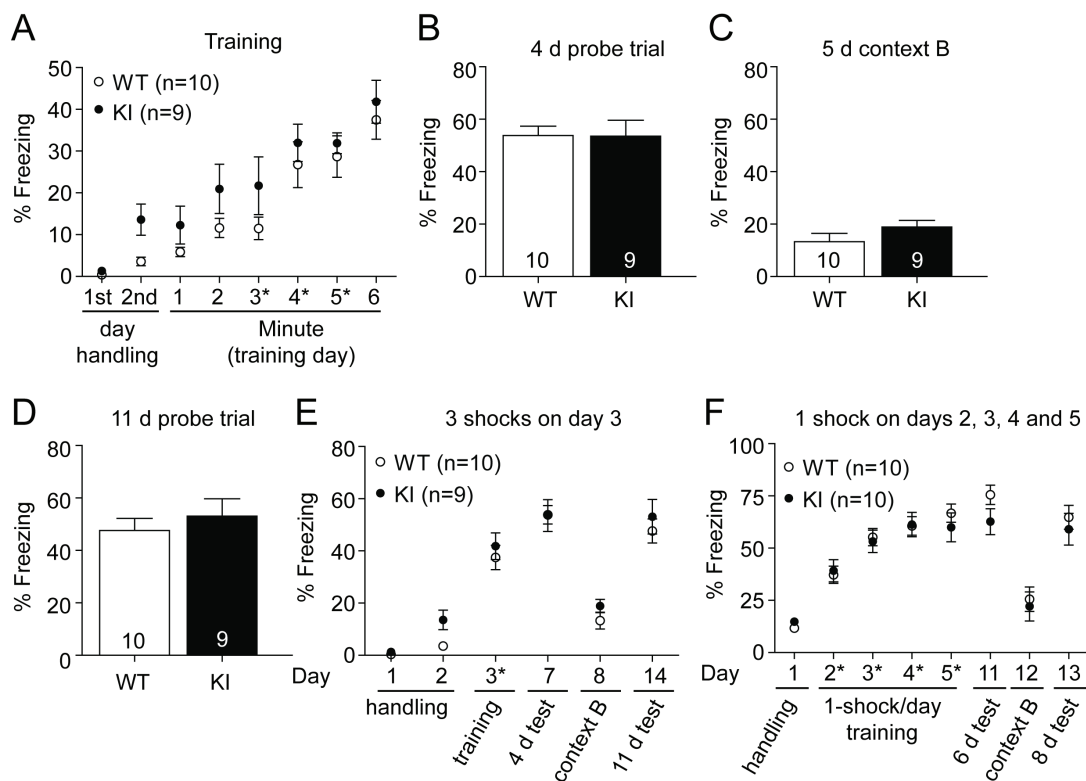 A
Training
50
40
30
20
10
0
% Freezing
WT (n=10)
KI (n=9)
1st 2nd 1 2 3* 4* 5* 6
day handling
Minute (training day)
B
4 d probe trial
80
60
40
20
0
% Freezing
10 9
WT KI
C
5 d context B
80
60
40
20
0
% Freezing
10 9
WT KI
D
11 d probe trial
80
60
40
20
0
% Freezing
10 9
WT KI
E
3 shocks on day 3
80
60
40
20
0
% Freezing
WT (n=10)
KI (n=9)
Day 1 2 3* 7 8 14
handling
training
4 d test
context B
11 d test
F
1 shock on days 2, 3, 4 and 5
100
75
50
25
0
% Freezing
WT (n=10)
KI (n=10)
Day 1 2* 3* 4* 5* 11 12 13
handling
1-shock/day
training
6 d test
context B
8 d test